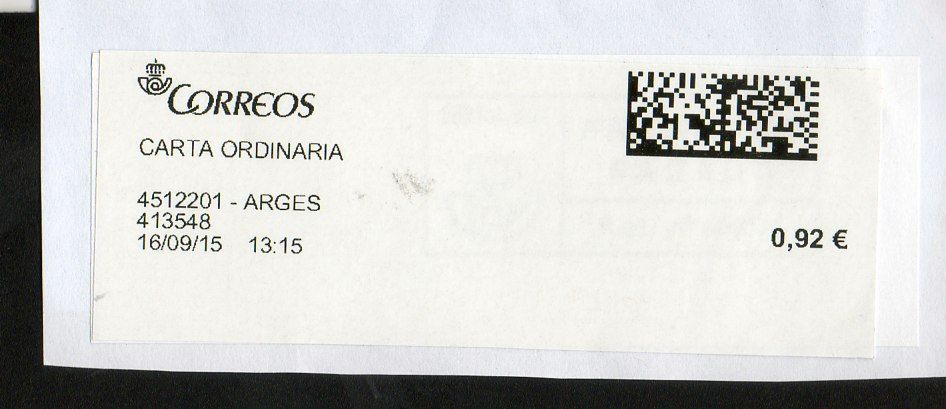 CORREOS
CARTA ORDINARIA
4512201 - ARGES
413548
16/09/15 13:15
0,92 €